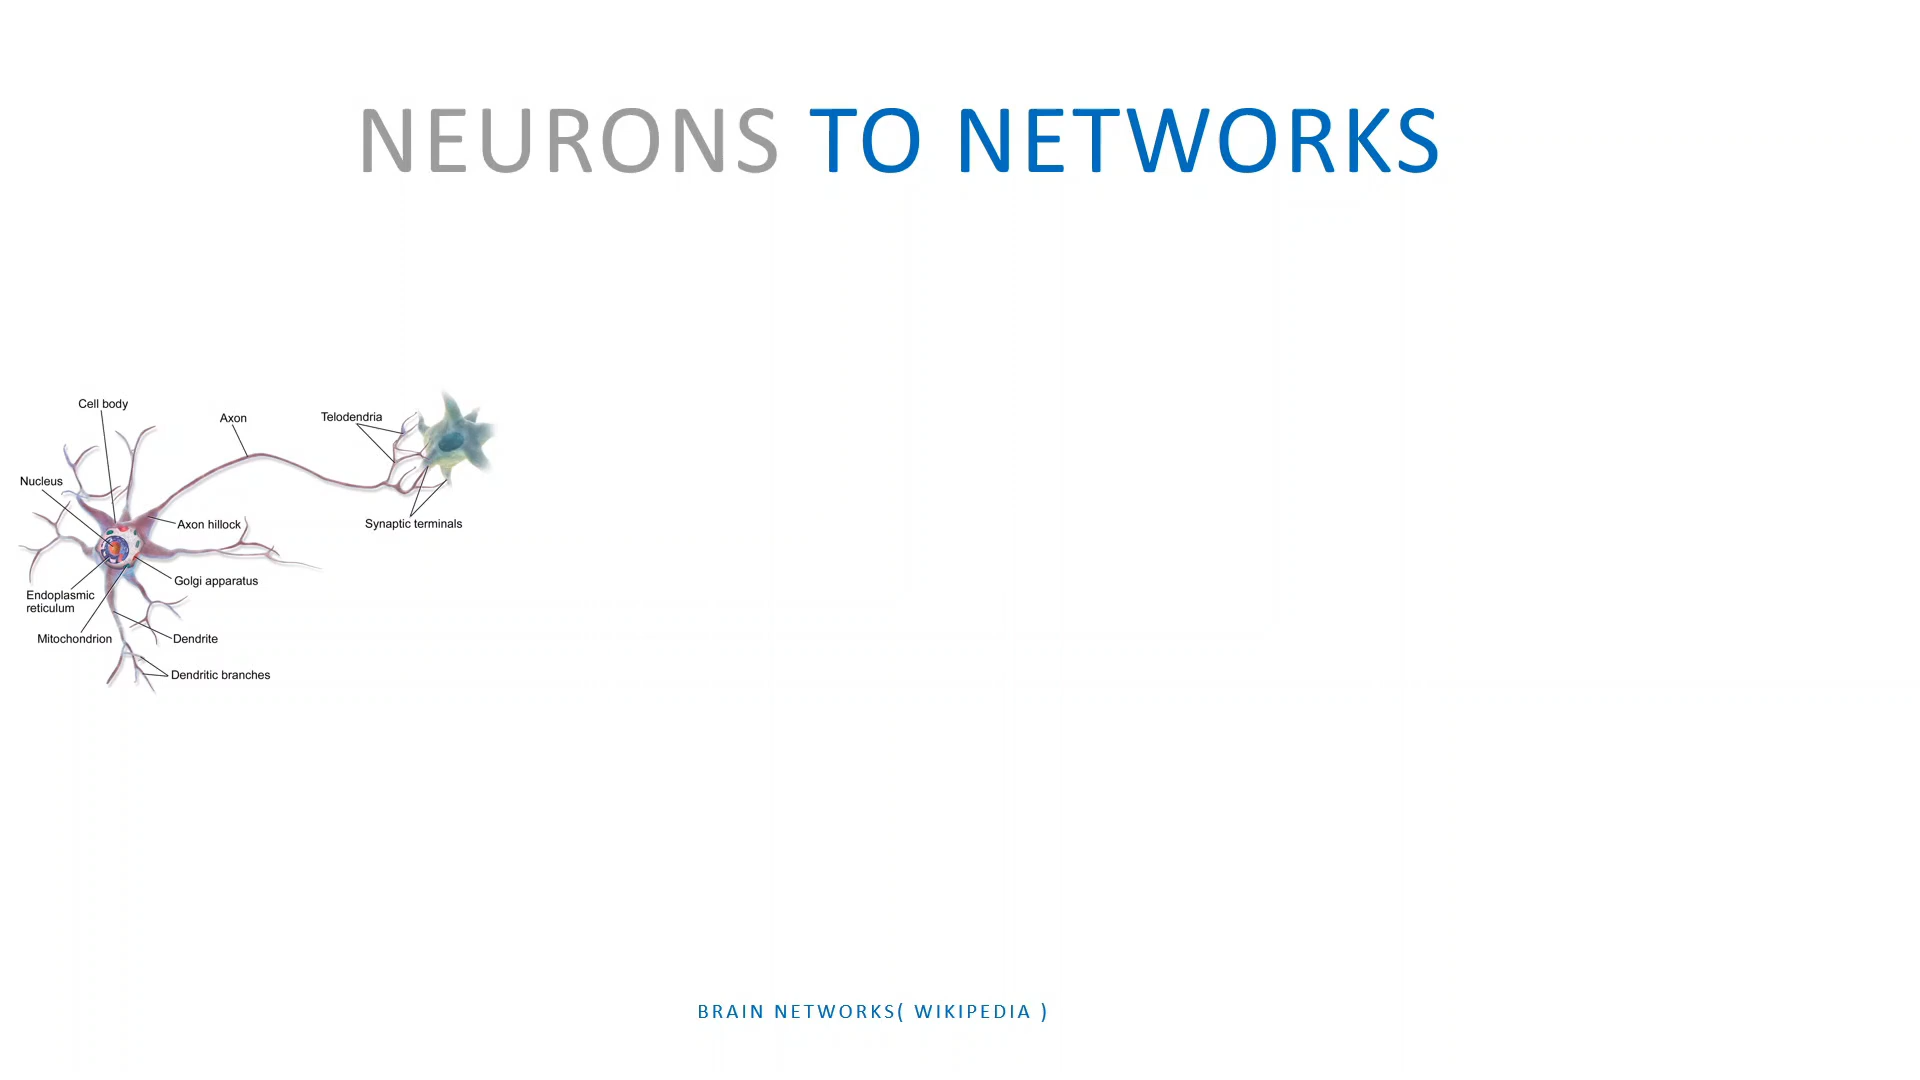 NEURONS TO NETWORKS
Cell body
Axon
Telodendria
Nucleus
Axon hillock
Synaptic terminals
Golgi apparatus
Endoplasmic
reticulum
Mitochondrion
Dendrite
Dendritic branches
BRAIN NETWORKS( WIKIPEDIA )